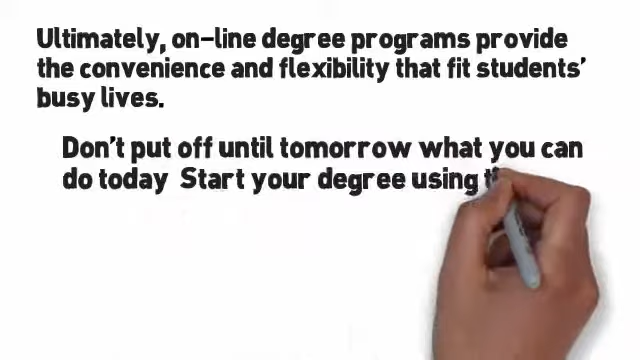 Ultimately, on-line degree programs provide
the convenience and flexibility that fit students'
busy lives.
Don't put off until tomorrow what you can
do today Start your degree using